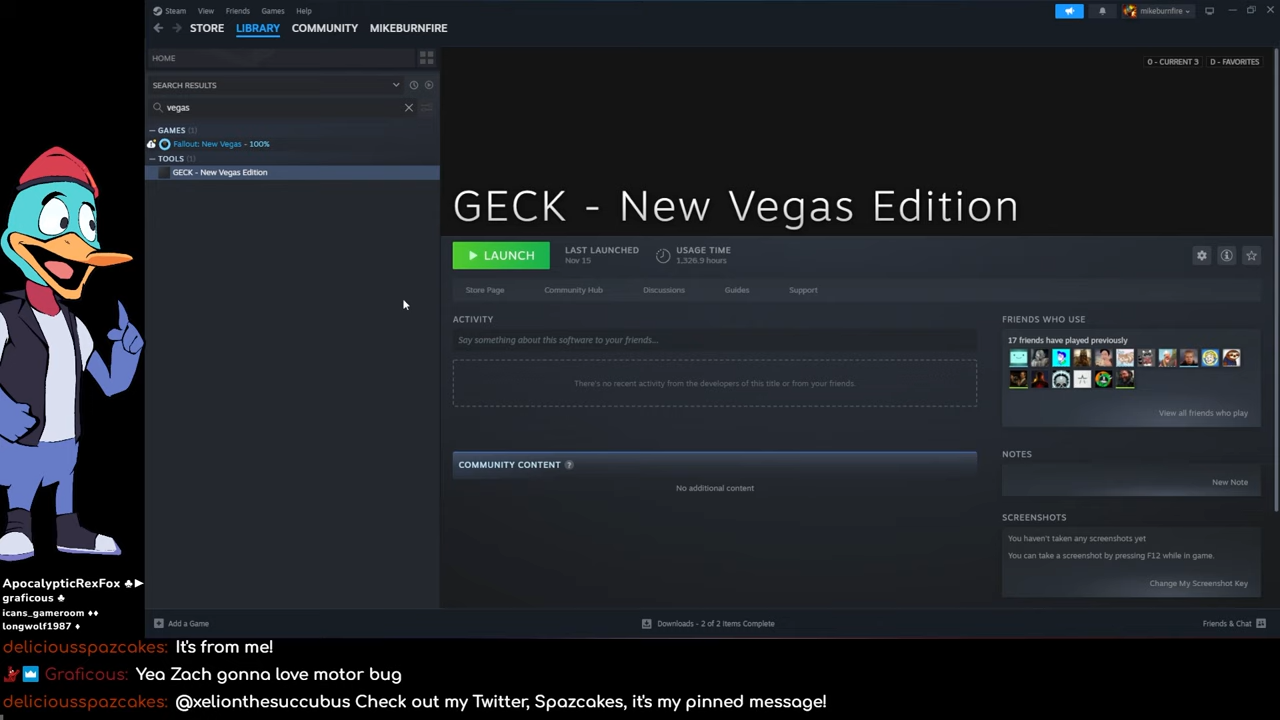 Steam View Friends Games Help
mikeburnfire
STORE LIBRARY COMMUNITY MIKEBURNFIRE
HOME
0 - CURRENT 3 D - FAVORITES
SEARCH RESULTS
vegas
— GAMES (1)
Fallout: New Vegas - 100%
— TOOLS (1)
GECK - New Vegas Edition
GECK - New Vegas Edition
LAUNCH
LAST LAUNCHED
Nov 15
USAGE TIME
1,326.9 hours
Store Page Community Hub Discussions Guides Support
ACTIVITY
Say something about this software to your friends...
There's no recent activity from the developers of this title or from your friends.
COMMUNITY CONTENT ?
No additional content
FRIENDS WHO USE
17 friends have played previously
View all friends who play
NOTES
New Note
SCREENSHOTS
You haven't taken any screenshots yet
You can take a screenshot by pressing F12 while in game.
Change My Screenshot Key
Add a Game
Downloads - 2 of 2 Items Complete
Friends & Chat
ApocalypticRexFox ♣▶
graficous ♣
icans_gameroom ♦♦
longwolf1987 ♦
deliciousspazcakes: It's from me!
Graficous: Yea Zach gonna love motor bug
deliciousspazcakes: @xelionthesuccubus Check out my Twitter, Spazcakes, it's my pinned message!